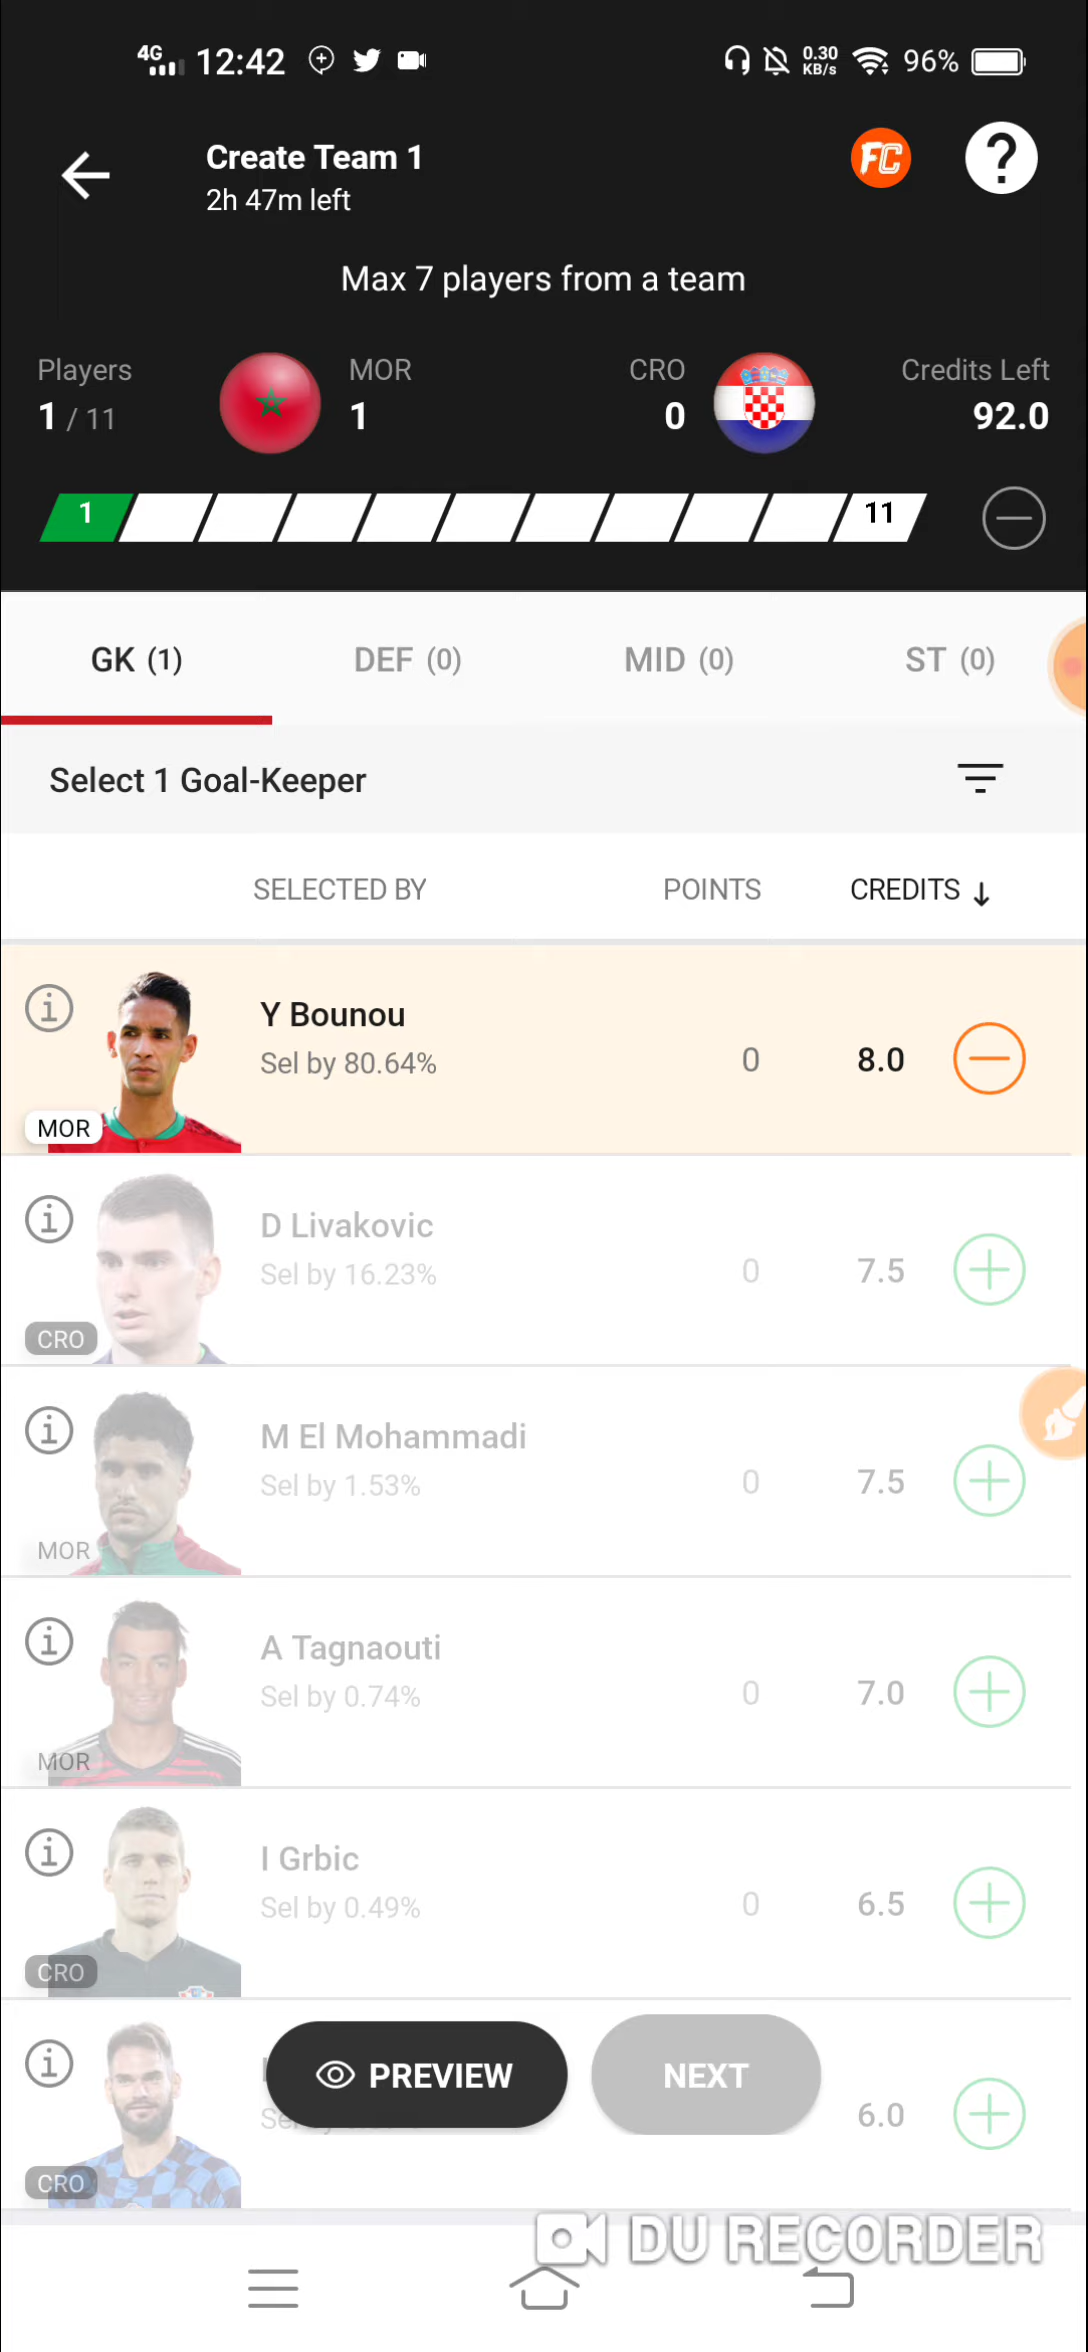 4G 12:42 0.30 KB/s 96%
Create Team 1
2h 47m left
FC
?
Max 7 players from a team
Players
1 / 11
MOR
1
CRO
0
Credits Left
92.0
1
11
GK (1)
DEF (0)
MID (0)
ST (0)
Select 1 Goal-Keeper
SELECTED BY
POINTS
CREDITS ↓
Y Bounou
Sel by 80.64%
0
8.0
MOR
D Livakovic
Sel by 16.23%
0
7.5
CRO
M El Mohammadi
Sel by 1.53%
0
7.5
MOR
A Tagnaouti
Sel by 0.74%
0
7.0
MOR
I Grbic
Sel by 0.49%
0
6.5
CRO
PREVIEW
NEXT
6.0
CRO
DU RECORDER